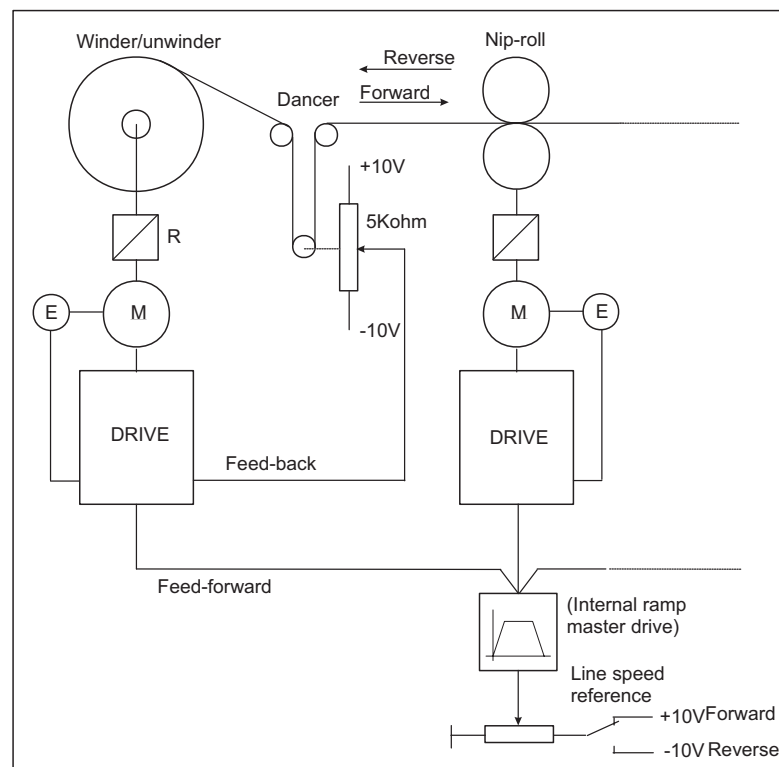 Winder/unwinder
Nip-roll
Reverse
Dancer
Forward
+10V
5Kohm
R
E
M
M
E
-10V
DRIVE
DRIVE
Feed-back
Feed-forward
(Internal ramp
master drive)
Line speed
reference
+10V Forward
-10V Reverse